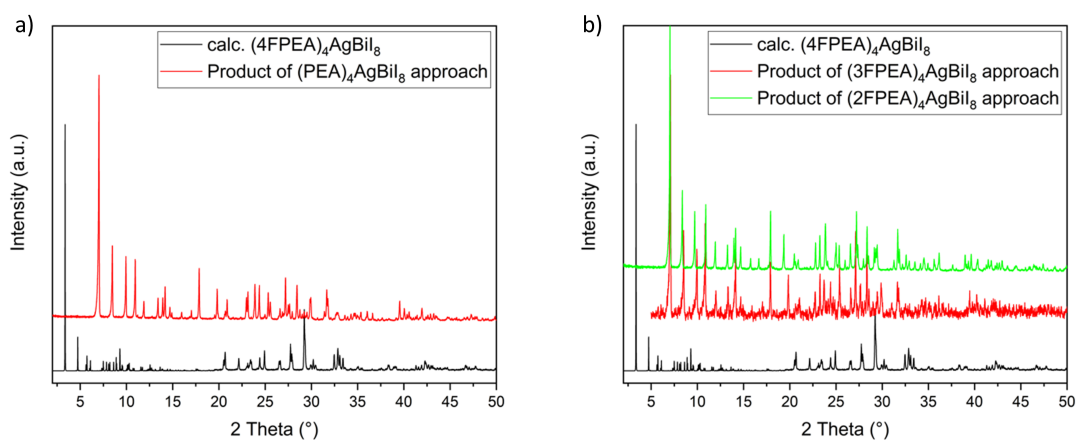 a)
calc. (4FPEA)₄AgBiI₈
Product of (PEA)₄AgBiI₈ approach
Intensity (a.u.)
5 10 15 20 25 30 35 40 45 50
2 Theta (°)
b)
calc. (4FPEA)₄AgBiI₈
Product of (3FPEA)₄AgBiI₈ approach
Product of (2FPEA)₄AgBiI₈ approach
Intensity (a.u.)
5 10 15 20 25 30 35 40 45 50
2 Theta (°)